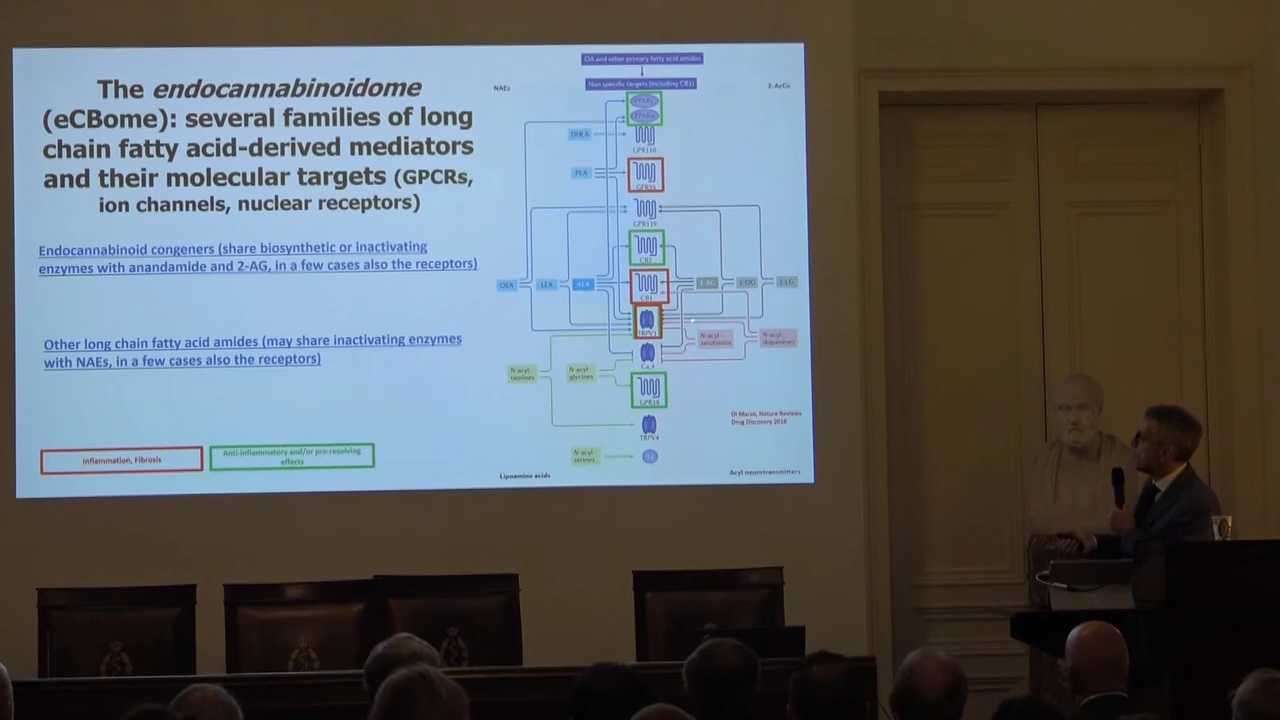 The endocannabinoidome
(eCBome): several families of long
chain fatty acid-derived mediators
and their molecular targets (GPCRs,
ion channels, nuclear receptors)
Endocannabinoid congeners (share biosynthetic or inactivating
enzymes with anandamide and 2-AG, in a few cases also the receptors)
Other long chain fatty acid amides (may share inactivating enzymes
with NAEs, in a few cases also the receptors)
Inflammation, Fibrosis
Anti-inflammatory and/or pro-resolving
effects
OA and other primary fatty acid amides
Non specific targets (including CB1)
NAEs
2-AcGs
DHEA
GPR110
PEA
GPR55
GPR119
CB2
OEA
LEA
AEA
CB1
2-AG
2-OG
2-LG
TRPV1
N-acyl-
serotonins
N-acyl-
dopamines
N-acyl-
taurines
N-acyl-
glycines
GPR18
Di Marzo, Nature Reviews
Drug Discovery 2018
TRPV4
N-acyl-
serines
Lipoamino acids
Acyl neurotransmitters